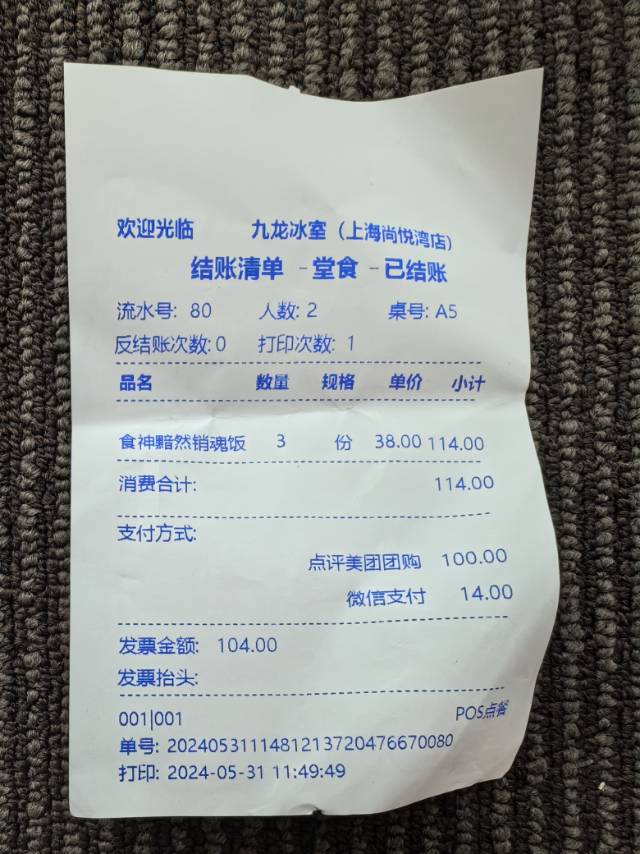 欢迎光临 九龙冰室（上海尚悦湾店）
结账清单 - 堂食 - 已结账
流水号: 80 人数: 2 桌号: A5
反结账次数: 0 打印次数: 1
品名 数量 规格 单价 小计
食神黯然销魂饭 3 份 38.00 114.00
消费合计: 114.00
支付方式:
点评美团团购 100.00
微信支付 14.00
发票金额: 104.00
发票抬头:
001|001 POS点餐
单号: 2024053111481213720476670080
打印: 2024-05-31 11:49:49